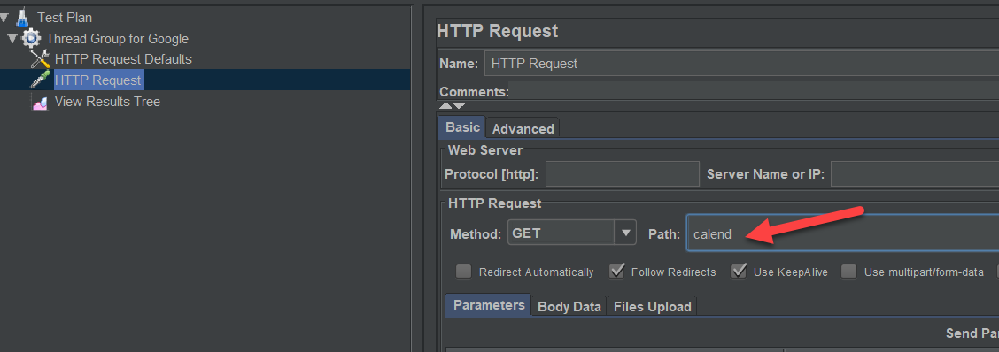 Test Plan
Thread Group for Google
HTTP Request Defaults
HTTP Request
View Results Tree
HTTP Request
Name: HTTP Request
Comments:
Basic Advanced
Web Server
Protocol [http]: Server Name or IP:
HTTP Request
Method: GET Path: calend
Redirect Automatically Follow Redirects Use KeepAlive Use multipart/form-data
Parameters Body Data Files Upload
Send Pa